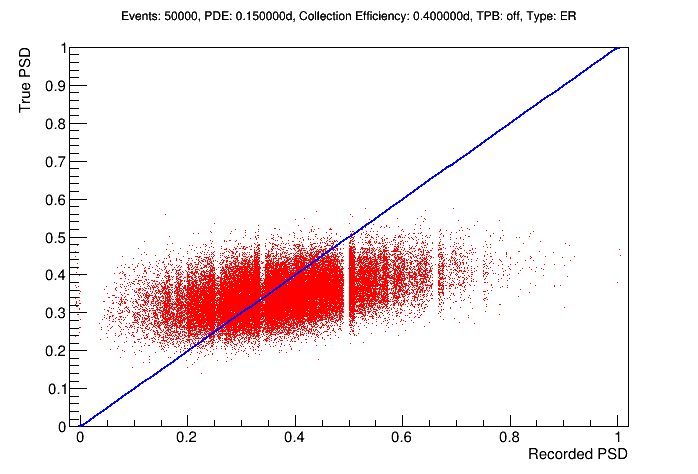 Events: 50000, PDE: 0.150000d, Collection Efficiency: 0.400000d, TPB: off, Type: ER
True PSD
1
0.9
0.8
0.7
0.6
0.5
0.4
0.3
0.2
0.1
0
0 0.2 0.4 0.6 0.8 1
Recorded PSD